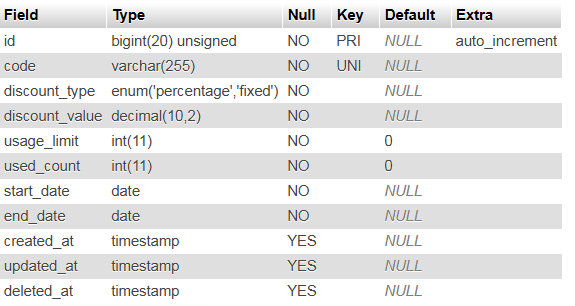 Field Type Null Key Default Extra
id bigint(20) unsigned NO PRI NULL auto_increment
code varchar(255) NO UNI NULL
discount_type enum('percentage','fixed') NO NULL
discount_value decimal(10,2) NO NULL
usage_limit int(11) NO 0
used_count int(11) NO 0
start_date date NO NULL
end_date date NO NULL
created_at timestamp YES NULL
updated_at timestamp YES NULL
deleted_at timestamp YES NULL